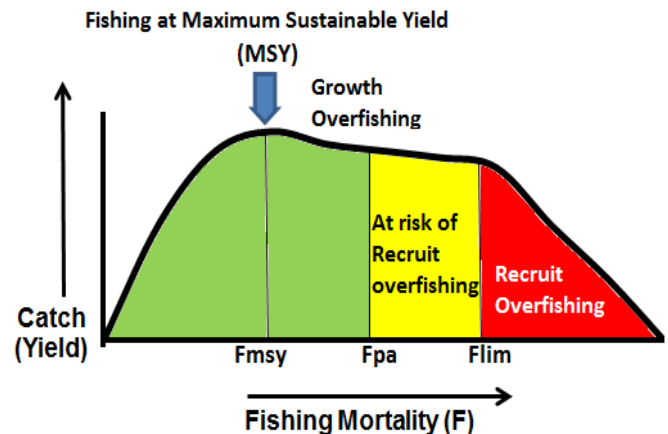 Fishing at Maximum Sustainable Yield
(MSY)
Growth
Overfishing
At risk of
Recruit
overfishing
Recruit
Overfishing
Catch
(Yield)
Fmsy
Fpa
Flim
Fishing Mortality (F)